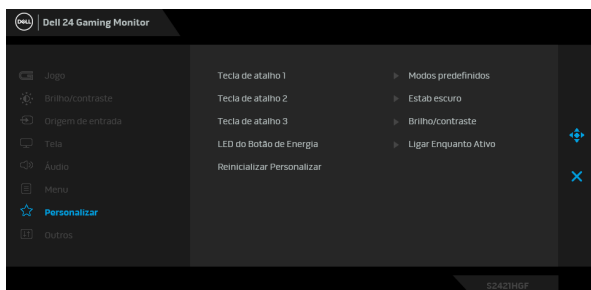 DELL
Dell 24 Gaming Monitor
Jogo
Brilho/contraste
Origem de entrada
Tela
Áudio
Menu
Personalizar
Outros
Tecla de atalho 1 Modos predefinidos
Tecla de atalho 2 Estab escuro
Tecla de atalho 3 Brilho/contraste
LED do Botão de Energia Ligar Enquanto Ativo
Reinicializar Personalizar
S2421HGF